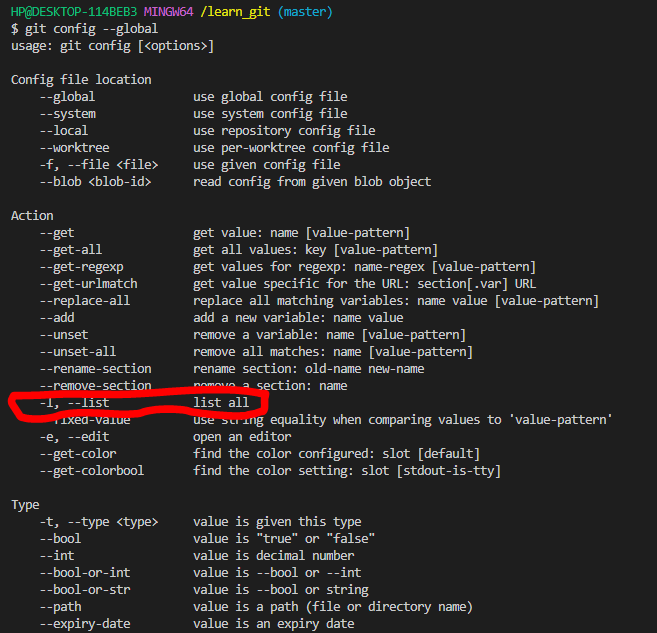 HP@DESKTOP-114BEB3 MINGW64 /learn_git (master)
$ git config --global
usage: git config [<options>]
Config file location
--global use global config file
--system use system config file
--local use repository config file
--worktree use per-worktree config file
-f, --file <file> use given config file
--blob <blob-id> read config from given blob object
Action
--get get value: name [value-pattern]
--get-all get all values: key [value-pattern]
--get-regexp get values for regexp: name-regex [value-pattern]
--get-urlmatch get value specific for the URL: section[.var] URL
--replace-all replace all matching variables: name value [value-pattern]
--add add a new variable: name value
--unset remove a variable: name [value-pattern]
--unset-all remove all matches: name [value-pattern]
--rename-section rename section: old-name new-name
--remove-section remove a section: name
-l, --list list all
--fixed-value use string equality when comparing values to 'value-pattern'
-e, --edit open an editor
--get-color find the color configured: slot [default]
--get-colorbool find the color setting: slot [stdout-is-tty]
Type
-t, --type <type> value is given this type
--bool value is "true" or "false"
--int value is decimal number
--bool-or-int value is --bool or --int
--bool-or-str value is --bool or string
--path value is a path (file or directory name)
--expiry-date value is an expiry date